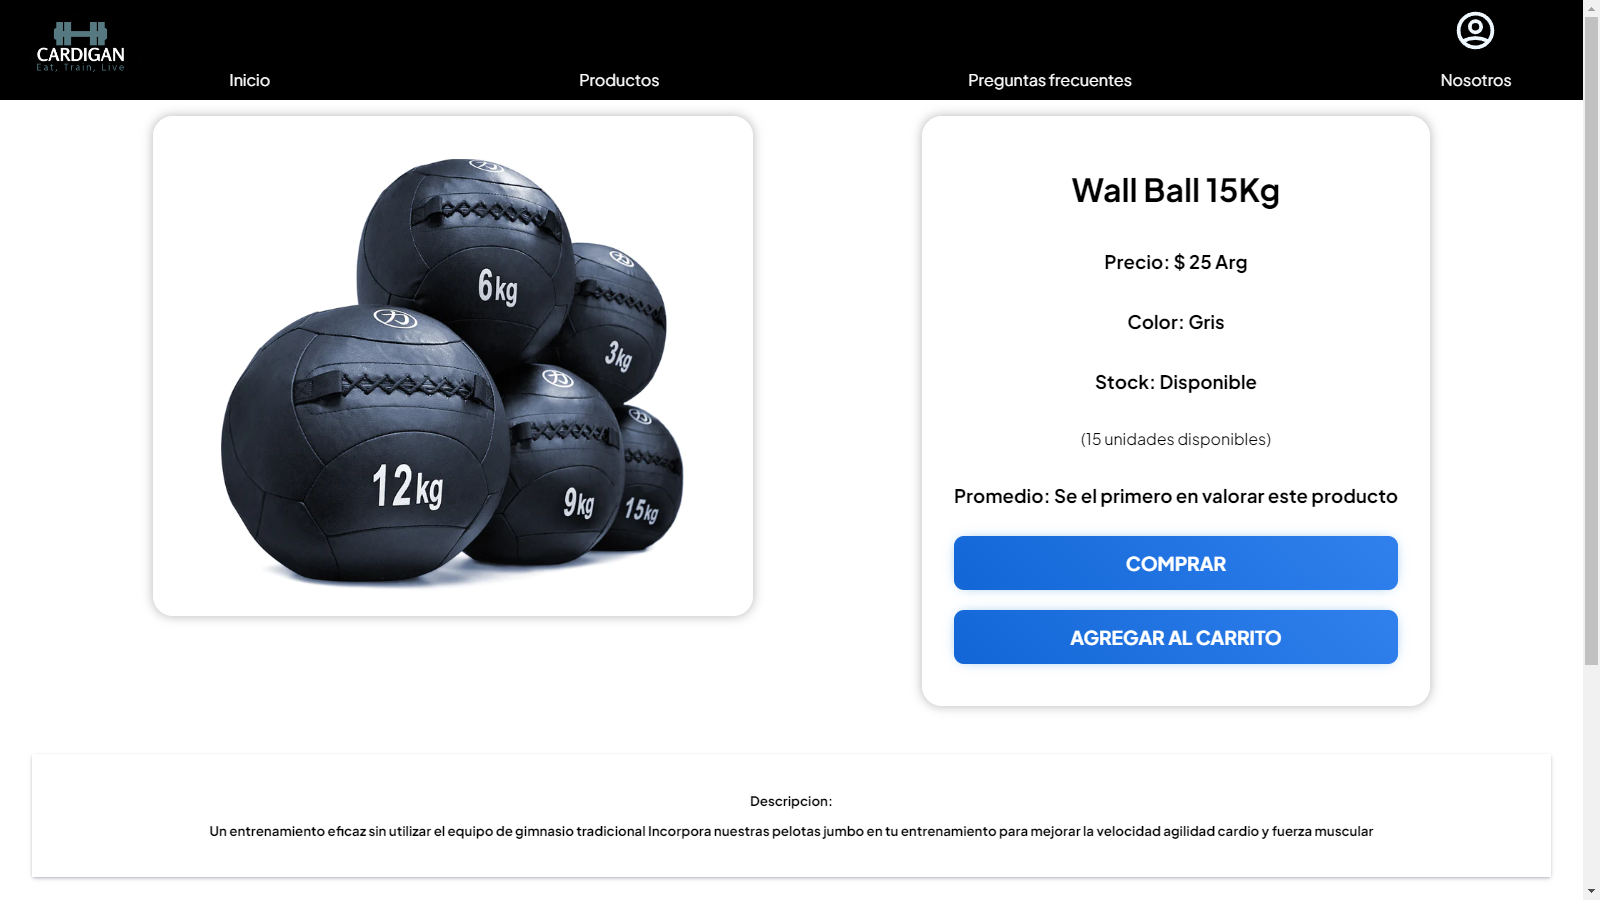 CARDIGAN
Eat, Train, Live
Inicio
Productos
Preguntas frecuentes
Nosotros
6kg
3kg
12kg
9kg
15kg
Wall Ball 15Kg
Precio: $ 25 Arg
Color: Gris
Stock: Disponible
(15 unidades disponibles)
Promedio: Se el primero en valorar este producto
COMPRAR
AGREGAR AL CARRITO
Descripcion:
Un entrenamiento eficaz sin utilizar el equipo de gimnasio tradicional Incorpora nuestras pelotas jumbo en tu entrenamiento para mejorar la velocidad agilidad cardio y fuerza muscular